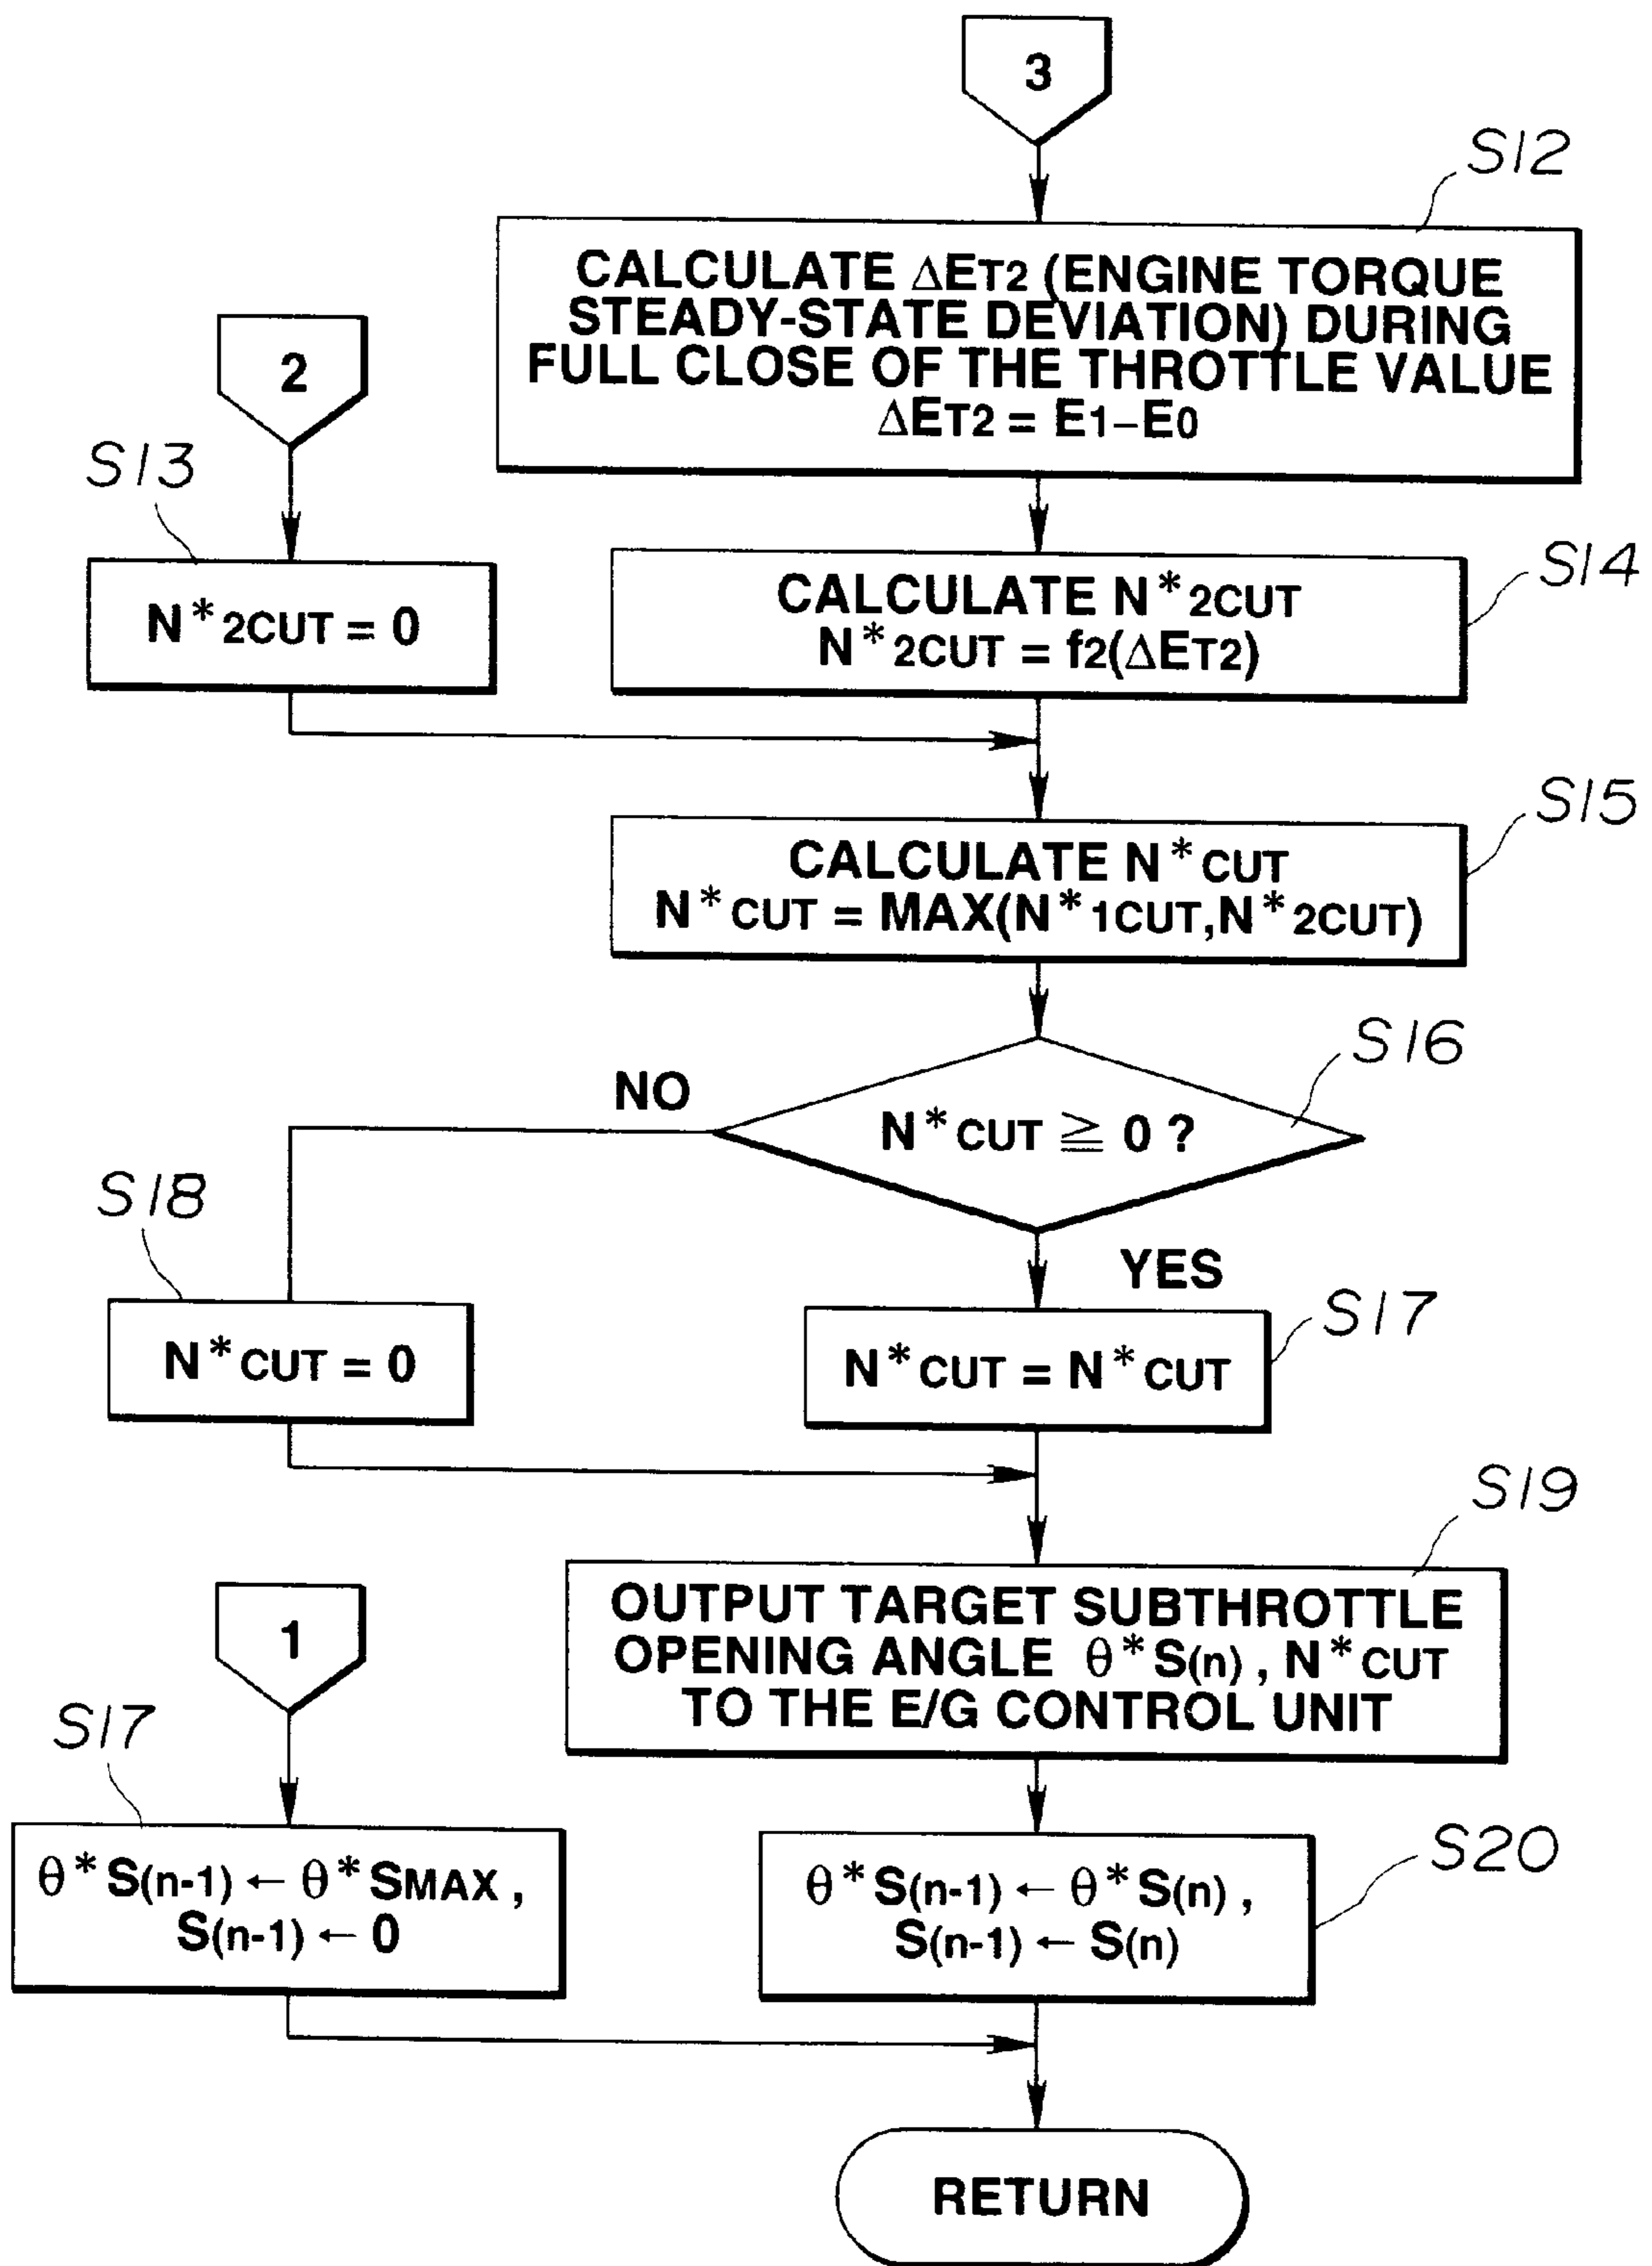 3
S12
CALCULATE ΔET2 (ENGINE TORQUE
STEADY-STATE DEVIATION) DURING
FULL CLOSE OF THE THROTTLE VALUE
ΔET2 = E1–E0
2
S13
N*2CUT = 0
S14
CALCULATE N*2CUT
N*2CUT = f2(ΔET2)
S15
CALCULATE N*CUT
N*CUT = MAX(N*1CUT,N*2CUT)
S16
NO
N*CUT ≧ 0 ?
YES
S18
N*CUT = 0
S17
N*CUT = N*CUT
S19
OUTPUT TARGET SUBTHROTTLE
OPENING ANGLE θ*S(n), N*CUT
TO THE E/G CONTROL UNIT
1
S17
θ*S(n-1) ← θ*SMAX ,
S(n-1) ← 0
S20
θ*S(n-1) ← θ*S(n) ,
S(n-1) ← S(n)
RETURN